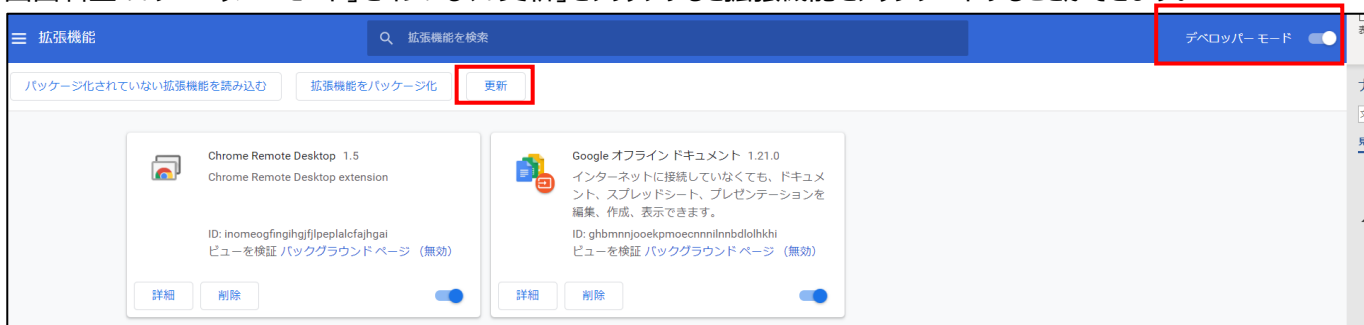 拡張機能
拡張機能を検索
デベロッパー モード
パッケージ化されていない拡張機能を読み込む
拡張機能をパッケージ化
更新
Chrome Remote Desktop 1.5
Chrome Remote Desktop extension
ID: inomeogfingihgjfjlpeplalcfajhgai
ビューを検証 バックグラウンド ページ (無効)
詳細
削除
Google オフライン ドキュメント 1.21.0
インターネットに接続していなくても、ドキュメ
ント、スプレッドシート、プレゼンテーションを
編集、作成、表示できます。
ID: ghbmnnjooekpmoecnnnilnnbdlolhkhi
ビューを検証 バックグラウンド ページ (無効)
詳細
削除